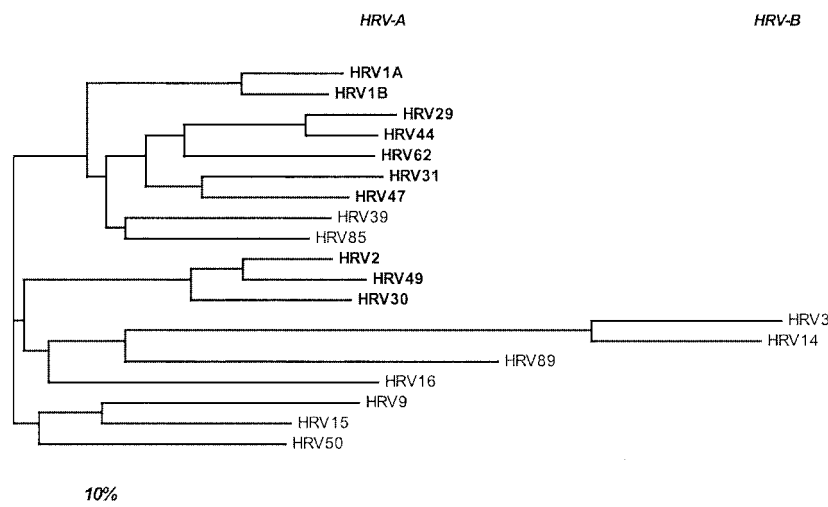 HRV-A HRV-B
HRV1A
HRV1B
HRV29
HRV44
HRV62
HRV31
HRV47
HRV39
HRV85
HRV2
HRV49
HRV30
HRV3
HRV14
HRV89
HRV16
HRV9
HRV15
HRV50
10%